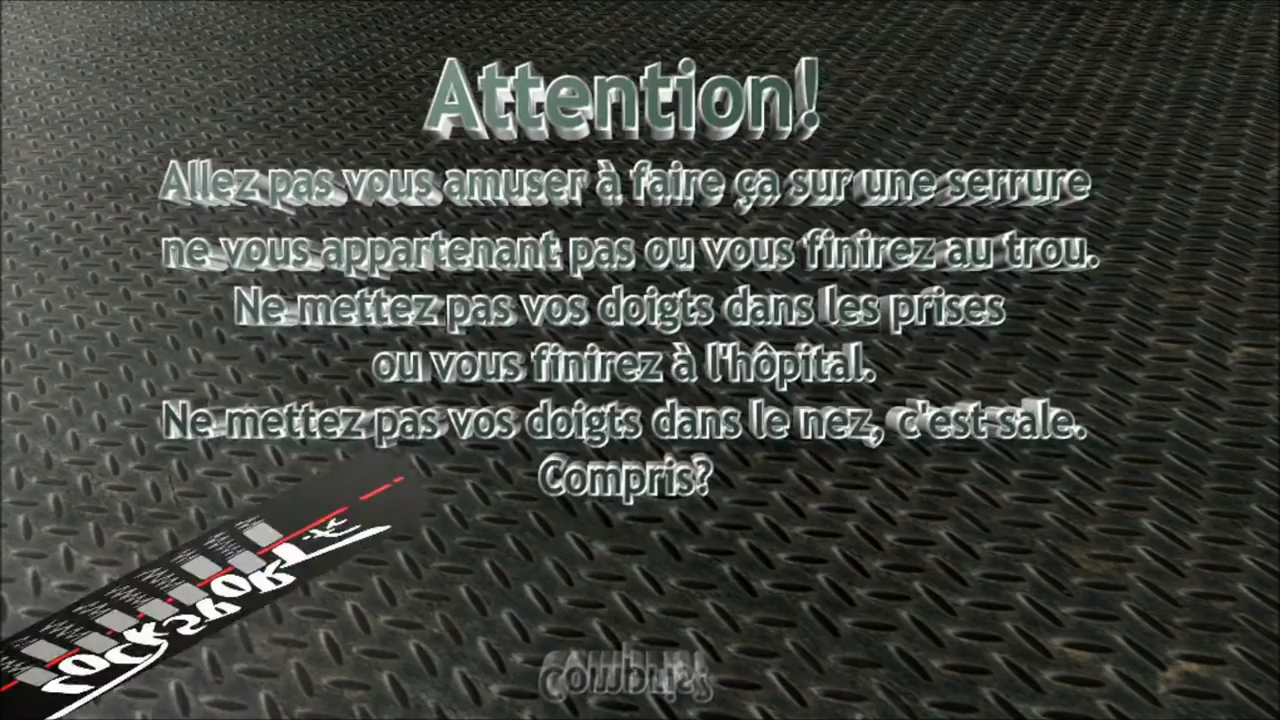 Attention!
Allez pas vous amuser à faire ça sur une serrure
ne vous appartenant pas ou vous finirez au trou.
Ne mettez pas vos doigts dans les prises
ou vous finirez à l'hôpital.
Ne mettez pas vos doigts dans le nez, c'est sale.
Compris?